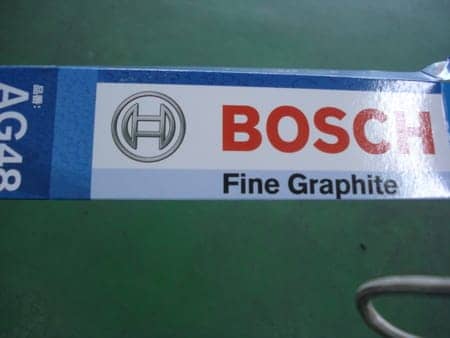 品番:
AG48
BOSCH
Fine Graphite